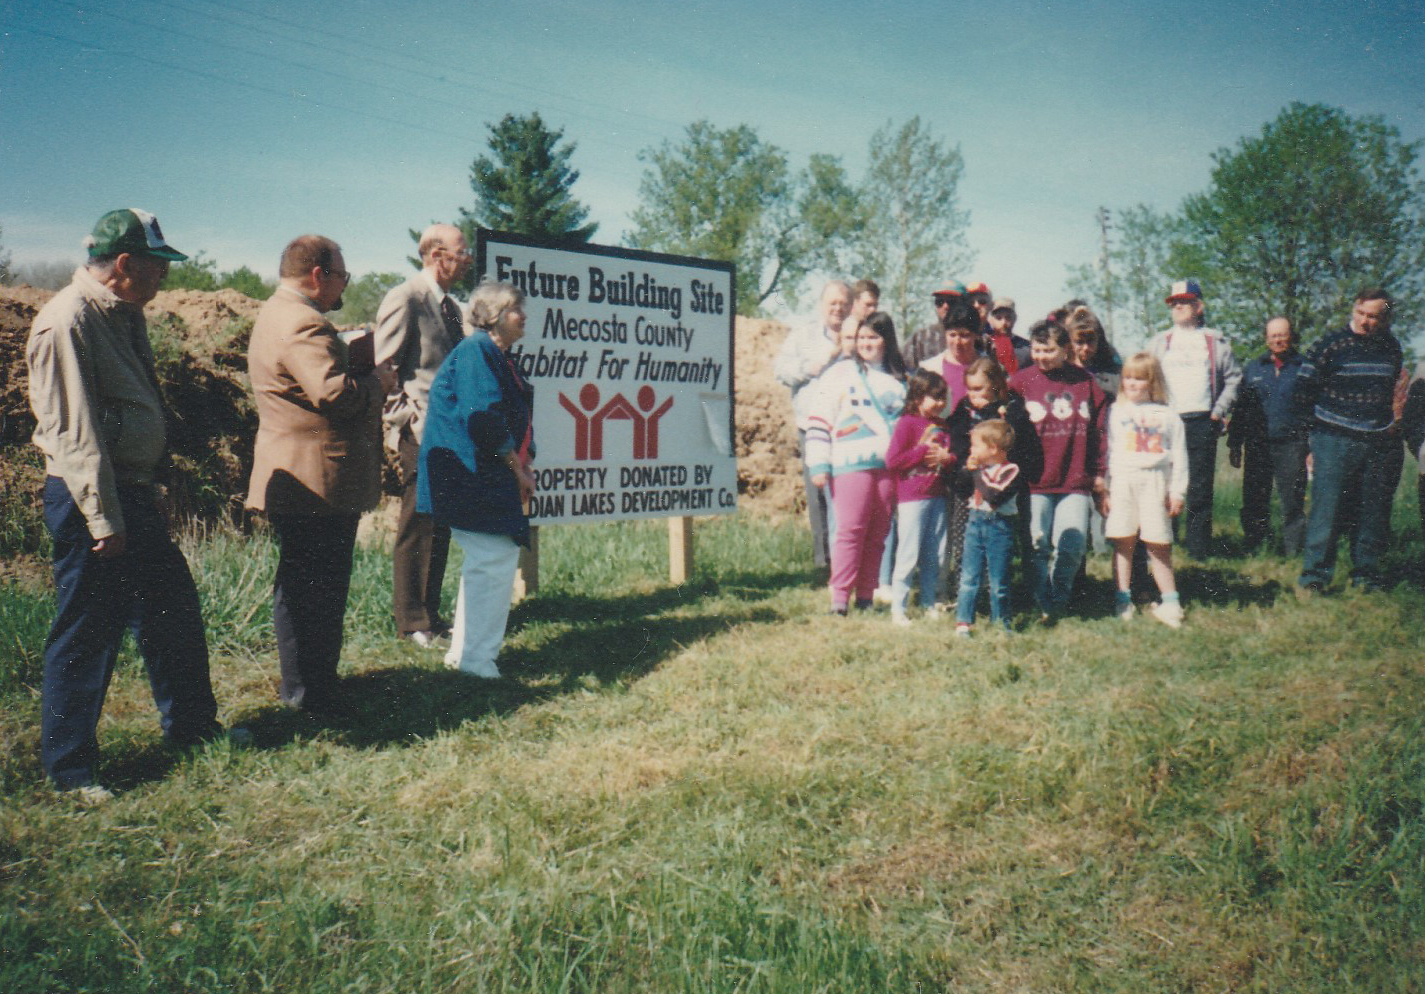 Future Building Site
Mecosta County
Habitat For Humanity
PROPERTY DONATED BY
DIAN LAKES DEVELOPMENT Co.